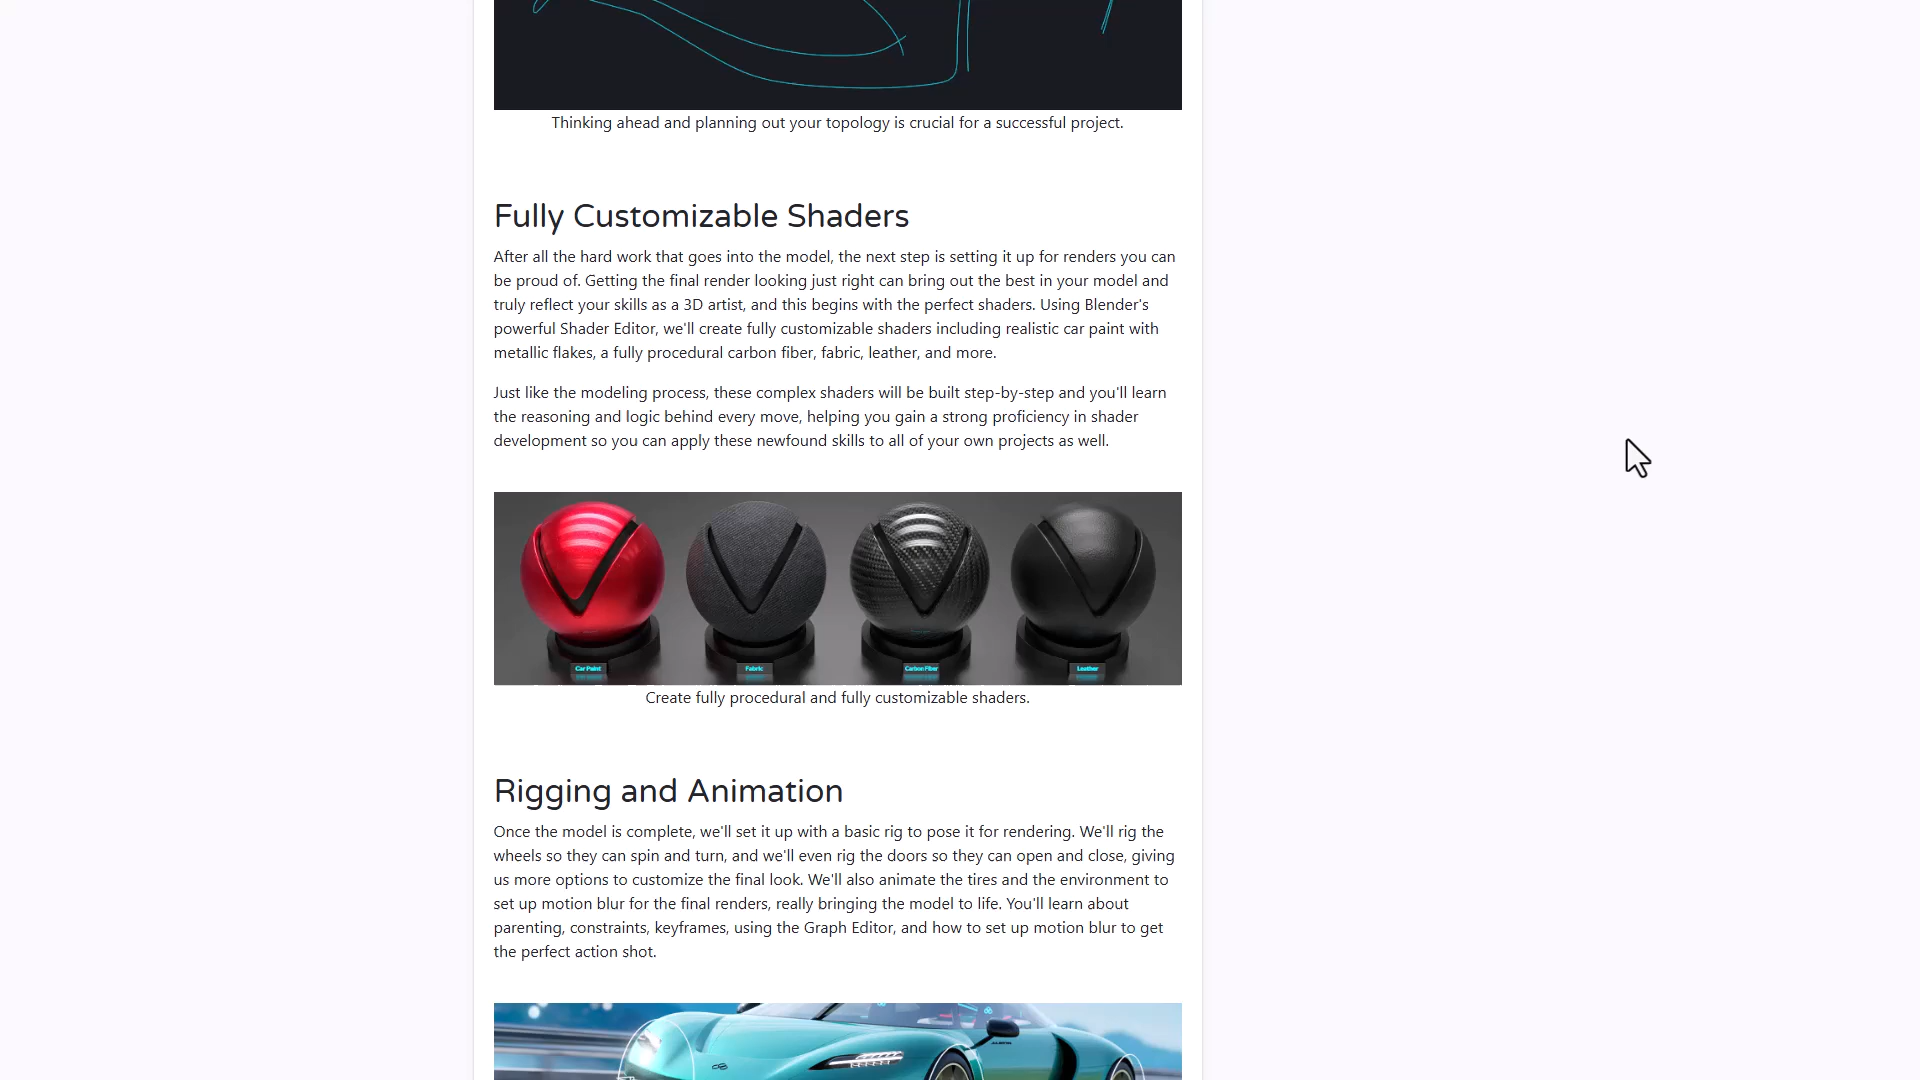 Thinking ahead and planning out your topology is crucial for a successful project.
Fully Customizable Shaders
After all the hard work that goes into the model, the next step is setting it up for renders you can
be proud of. Getting the final render looking just right can bring out the best in your model and
truly reflect your skills as a 3D artist, and this begins with the perfect shaders. Using Blender's
powerful Shader Editor, we'll create fully customizable shaders including realistic car paint with
metallic flakes, a fully procedural carbon fiber, fabric, leather, and more.
Just like the modeling process, these complex shaders will be built step-by-step and you'll learn
the reasoning and logic behind every move, helping you gain a strong proficiency in shader
development so you can apply these newfound skills to all of your own projects as well.
Car Paint
Fabric
Carbon Fiber
Leather
Create fully procedural and fully customizable shaders.
Rigging and Animation
Once the model is complete, we'll set it up with a basic rig to pose it for rendering. We'll rig the
wheels so they can spin and turn, and we'll even rig the doors so they can open and close, giving
us more options to customize the final look. We'll also animate the tires and the environment to
set up motion blur for the final renders, really bringing the model to life. You'll learn about
parenting, constraints, keyframes, using the Graph Editor, and how to set up motion blur to get
the perfect action shot.